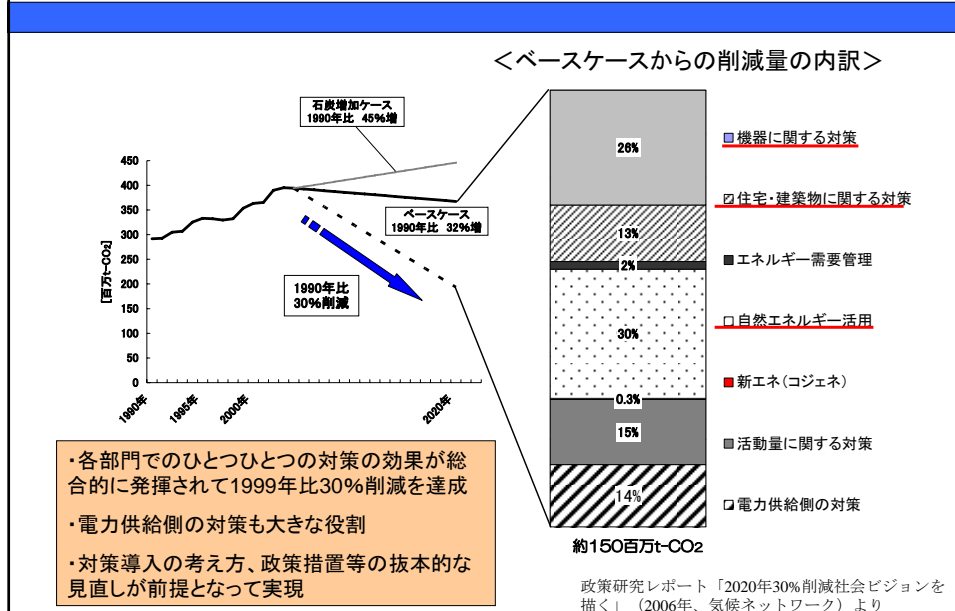 ＜ベースケースからの削減量の内訳＞
石炭増加ケース
1990年比 45%増
[百万t-CO2]
450
400
350
300
250
200
150
100
50
0
1990年
1995年
2000年
2020年
ベースケース
1990年比 32%増
1990年比
30%削減
26%
13%
2%
30%
0.3%
15%
14%
約150百万t-CO2
機器に関する対策
住宅・建築物に関する対策
エネルギー需要管理
自然エネルギー活用
新エネ（コジェネ）
活動量に関する対策
電力供給側の対策
・各部門でのひとつひとつの対策の効果が総
合的に発揮されて1999年比30%削減を達成
・電力供給側の対策も大きな役割
・対策導入の考え方、政策措置等の抜本的な
見直しが前提となって実現
政策研究レポート「2020年30%削減社会ビジョンを
描く」（2006年、気候ネットワーク）より